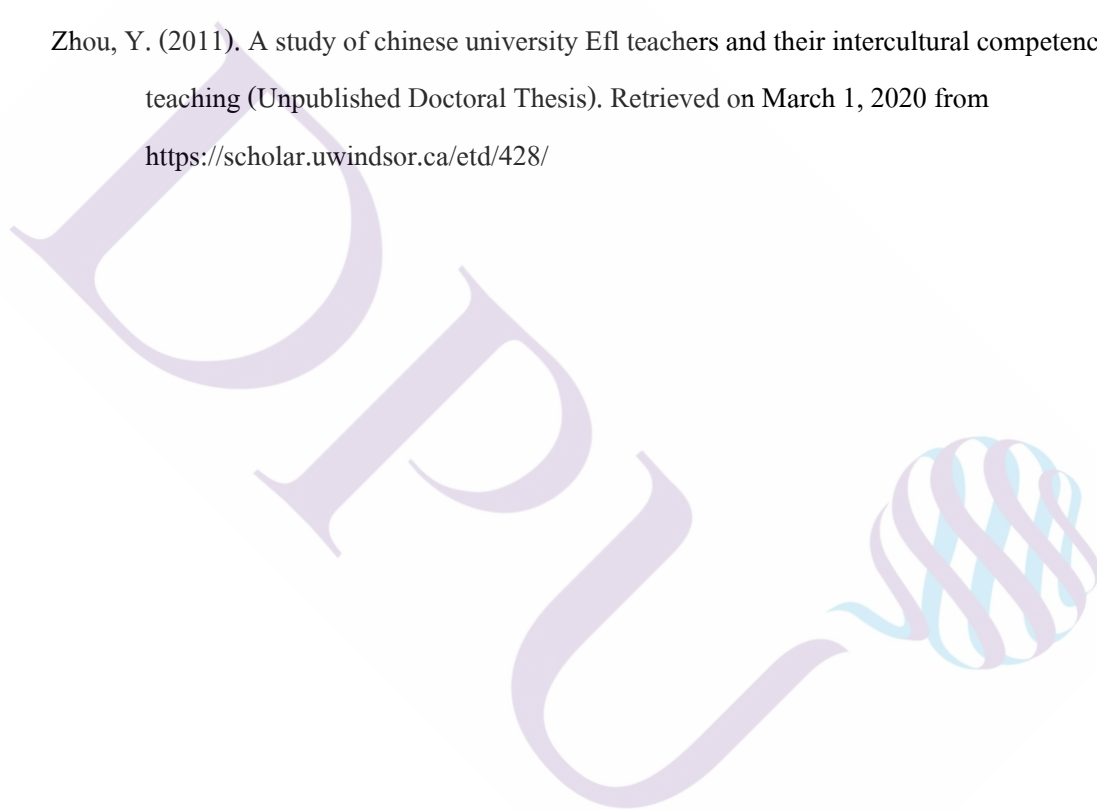 Zhou, Y. (2011). A study of chinese university Efl teachers and their intercultural competenc
teaching (Unpublished Doctoral Thesis). Retrieved on March 1, 2020 from
https://scholar.uwindsor.ca/etd/428/
DPU